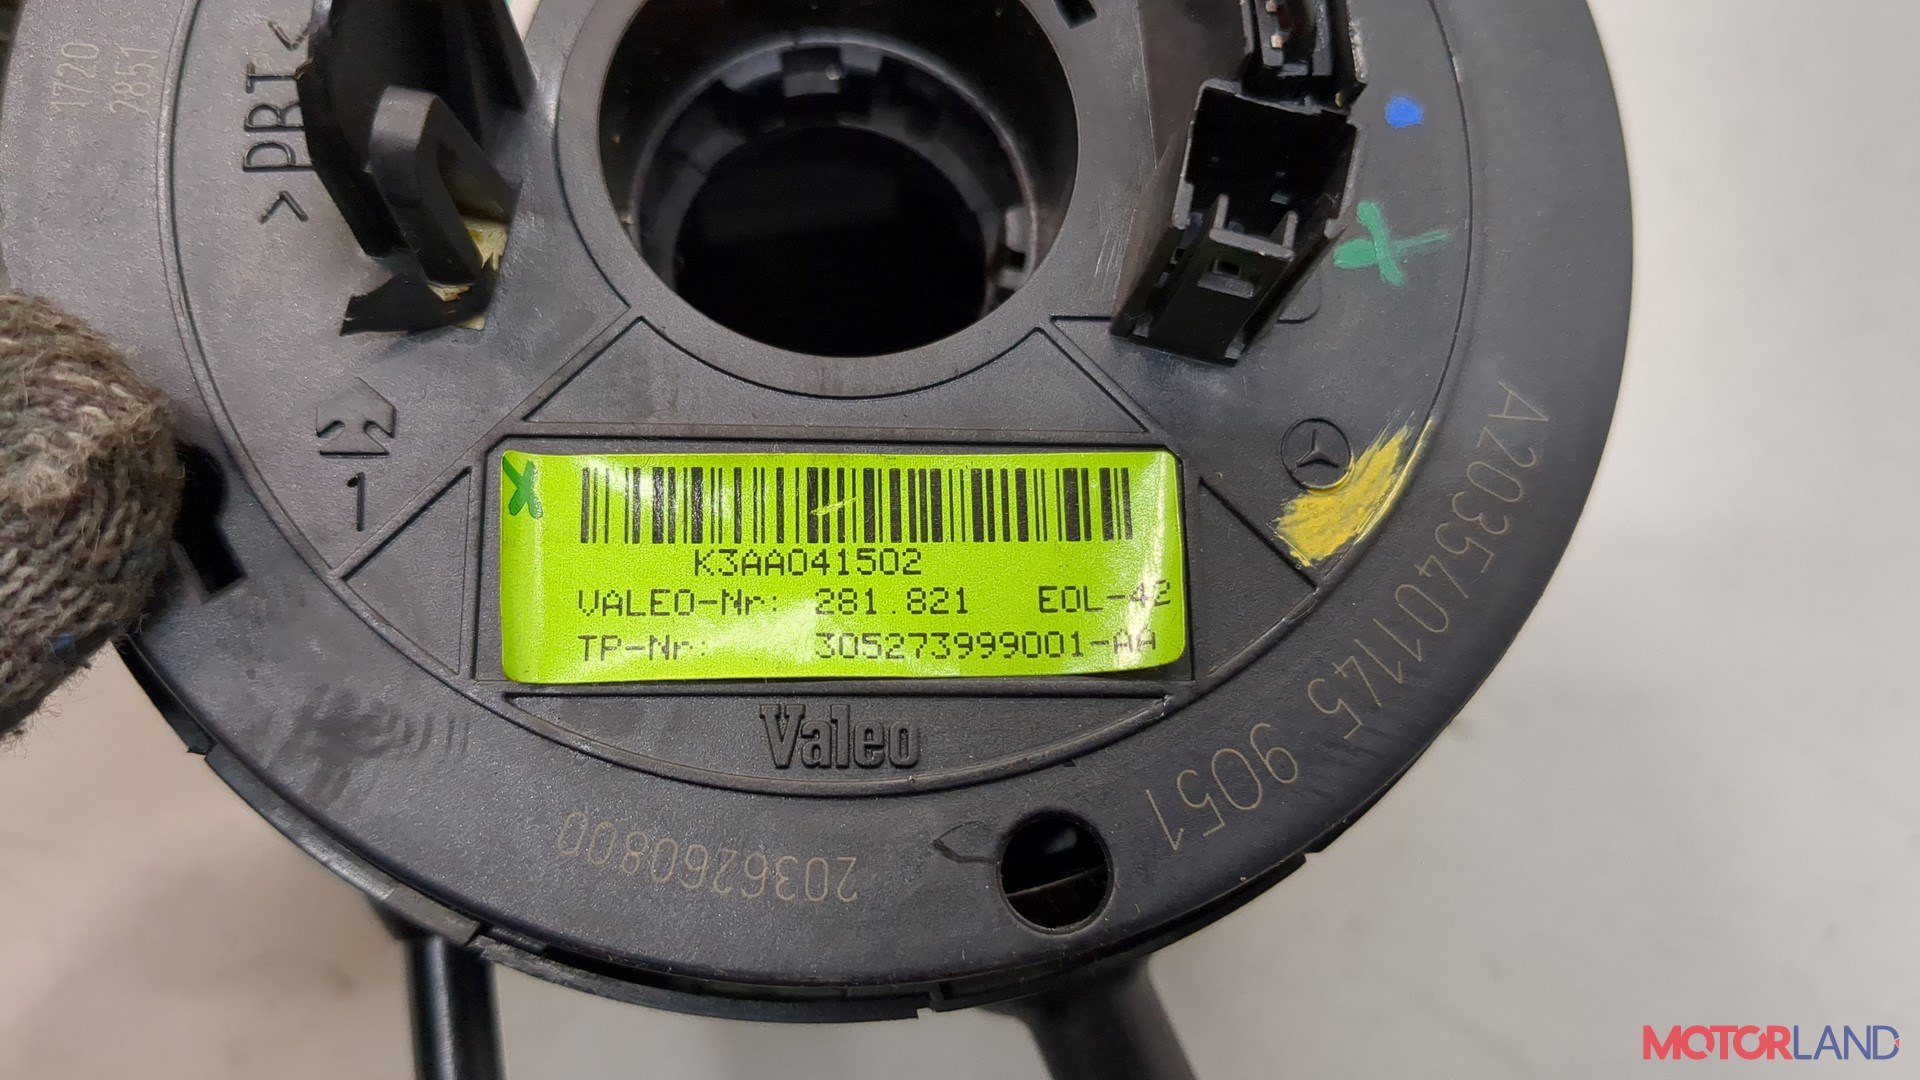 1720
2851
>PBT<
1
K3AA041502
VALEO-Nr: 281.821 EOL-42
TP-Nr: 305273999001-AA
Valeo
A2035401145 9051
2036260800
MOTORLAND